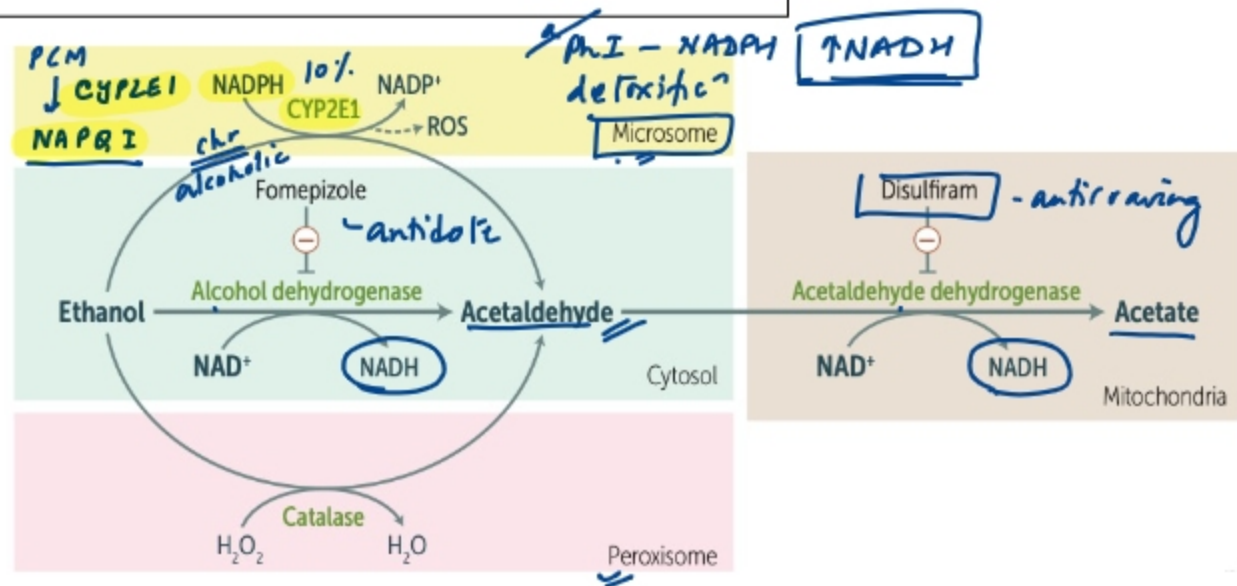 PCM
↓ CYP2E1
NAPQI
NADPH 10% NADP⁺
CYP2E1
ROS
Ph I - NADPH
detoxificⁿ
↑NADH
Microsome
chr
alcoholic
Fomepizole
-antidote
Disulfiram - anticraving
Ethanol Alcohol dehydrogenase Acetaldehyde Acetaldehyde dehydrogenase Acetate
NAD⁺ NADH NAD⁺ NADH
Cytosol Mitochondria
Catalase
H₂O₂ H₂O
Peroxisome